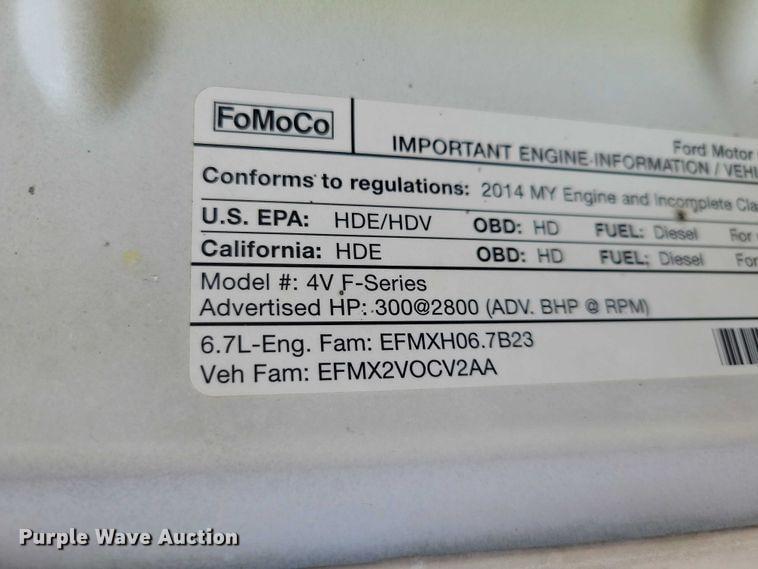 FoMoCo
Ford Motor
IMPORTANT ENGINE INFORMATION / VEHI
Conforms to regulations: 2014 MY Engine and Incomplete Cla
U.S. EPA: HDE/HDV OBD: HD FUEL: Diesel For
California: HDE OBD: HD FUEL: Diesel For
Model #: 4V F-Series
Advertised HP: 300@2800 (ADV. BHP @ RPM)
6.7L-Eng. Fam: EFMXH06.7B23
Veh Fam: EFMX2VOCV2AA
Purple Wave Auction